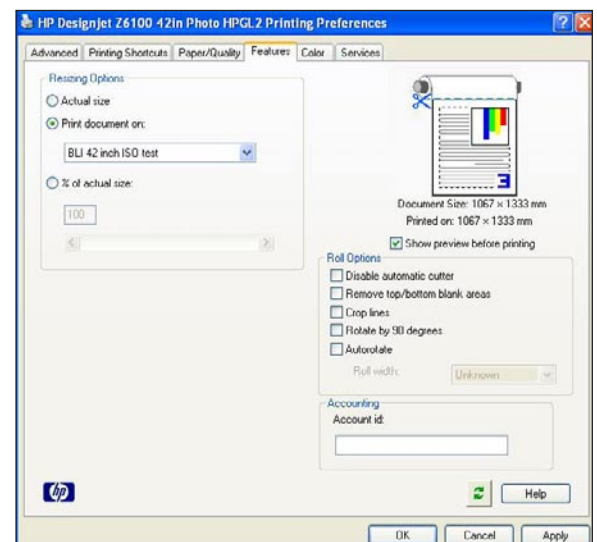 HP Designjet Z6100 42in Photo HPGL2 Printing Preferences
Advanced Printing Shortcuts Paper/Quality Features Color Services
Resizing Options
Actual size
Print document on:
BLI 42 inch ISO test
% of actual size:
100
Document Size: 1067 × 1333 mm
Printed on: 1067 × 1333 mm
Show preview before printing
Roll Options
Disable automatic cutter
Remove top/bottom blank areas
Crop lines
Rotate by 90 degrees
Autorotate
Roll width: Unknown
Accounting
Account id:
hp
Help
OK Cancel Apply